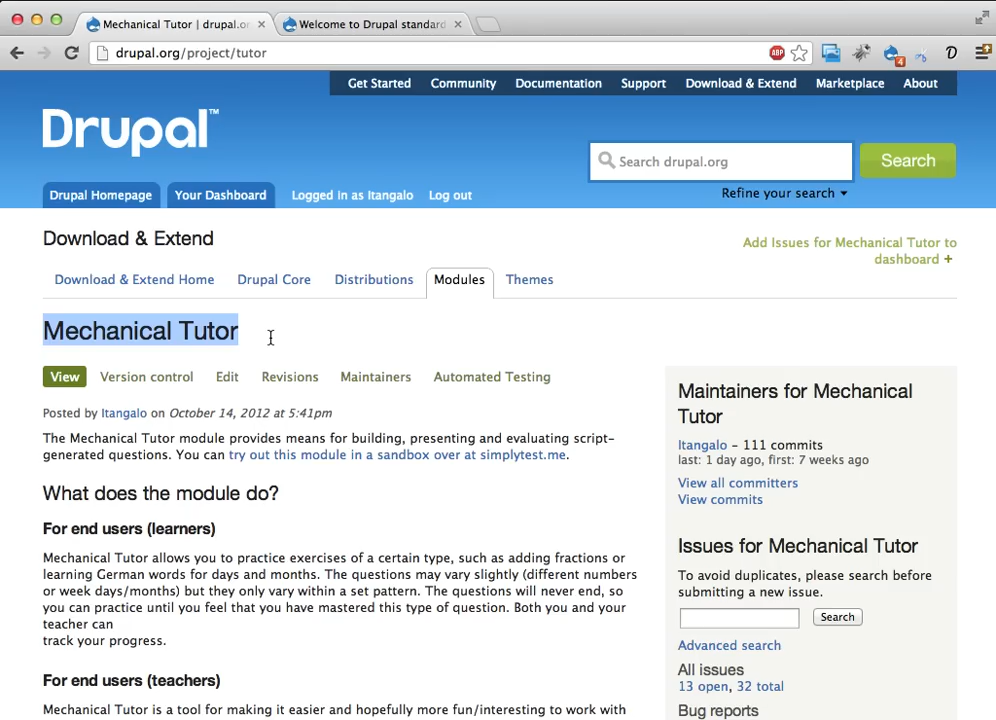 Mechanical Tutor | drupal.or
Welcome to Drupal standard
drupal.org/project/tutor
ABP
4
D
Get Started Community Documentation Support Download & Extend Marketplace About
Drupal™
Search drupal.org
Search
Refine your search
Drupal Homepage Your Dashboard Logged in as Itangalo Log out
Download & Extend
Add Issues for Mechanical Tutor to
dashboard +
Download & Extend Home Drupal Core Distributions Modules Themes
Mechanical Tutor
View Version control Edit Revisions Maintainers Automated Testing
Posted by Itangalo on October 14, 2012 at 5:41pm
The Mechanical Tutor module provides means for building, presenting and evaluating script-
generated questions. You can try out this module in a sandbox over at simplytest.me.
What does the module do?
For end users (learners)
Mechanical Tutor allows you to practice exercises of a certain type, such as adding fractions or
learning German words for days and months. The questions may vary slightly (different numbers
or week days/months) but they only vary within a set pattern. The questions will never end, so
you can practice until you feel that you have mastered this type of question. Both you and your
teacher can
track your progress.
For end users (teachers)
Mechanical Tutor is a tool for making it easier and hopefully more fun/interesting to work with
Maintainers for Mechanical
Tutor
Itangalo – 111 commits
last: 1 day ago, first: 7 weeks ago
View all committers
View commits
Issues for Mechanical Tutor
To avoid duplicates, please search before
submitting a new issue.
Search
Advanced search
All issues
13 open, 32 total
Bug reports